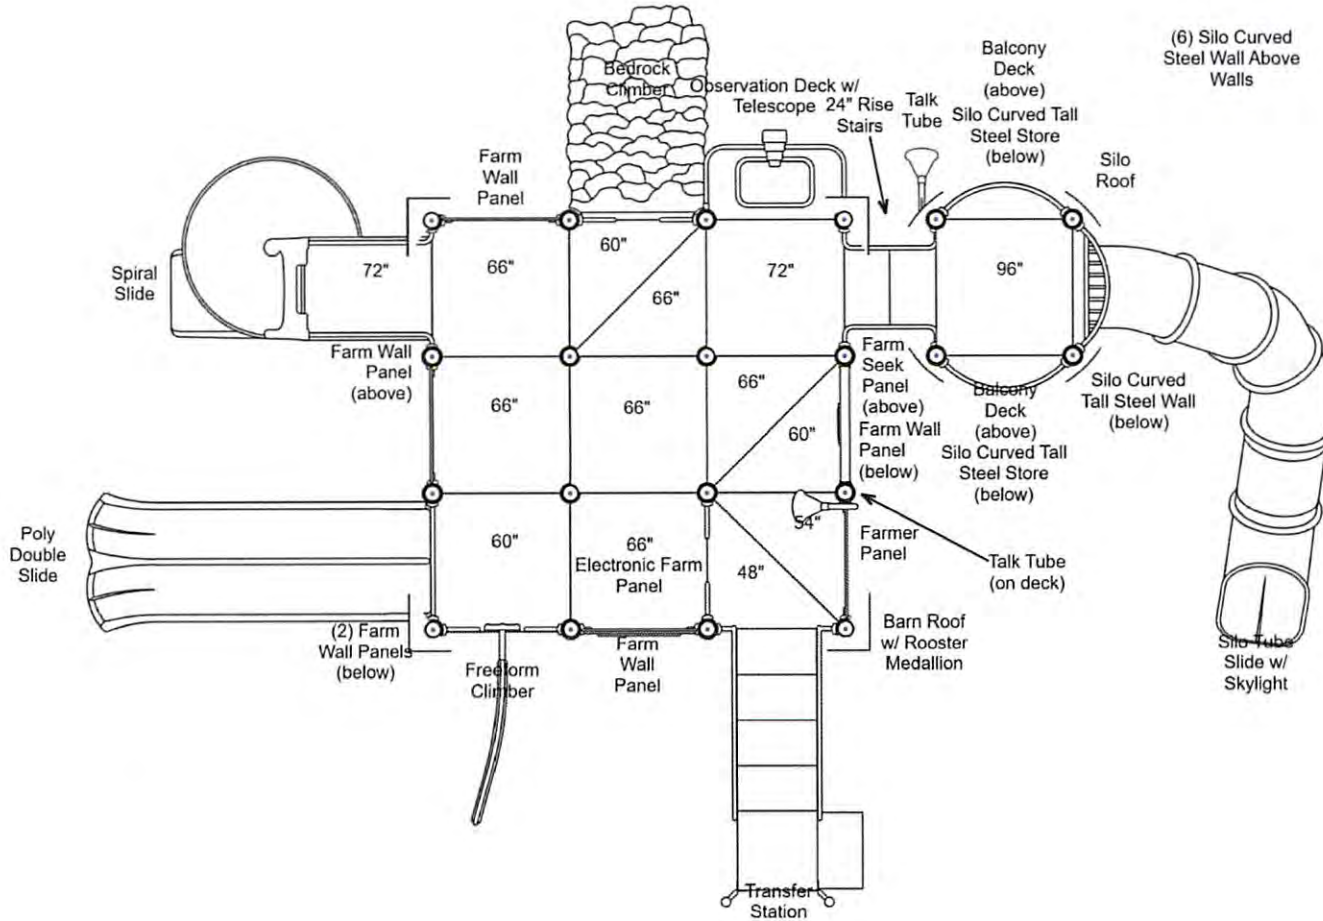 (6) Silo Curved
Steel Wall Above
Walls
Balcony
Deck
(above)
Silo Curved Tall
Steel Store
(below)
Bedrock
Climber
Observation Deck w/
Telescope
24" Rise
Stairs
Talk
Tube
Silo
Roof
Farm
Wall
Panel
Spiral
Slide
72"
66"
60"
66"
72"
96"
Farm Wall
Panel
(above)
66"
66"
66"
60"
Farm
Seek
Panel
(above)
Farm Wall
Panel
(below)
Balcony
Deck
(above)
Silo Curved Tall
Steel Store
(below)
Silo Curved
Tall Steel Wall
(below)
Poly
Double
Slide
60"
66"
Electronic Farm
Panel
54"
48"
Farmer
Panel
Talk Tube
(on deck)
(2) Farm
Wall Panels
(below)
Freeform
Climber
Farm
Wall
Panel
Barn Roof
w/ Rooster
Medallion
Silo Tube
Slide w/
Skylight
Transfer
Station